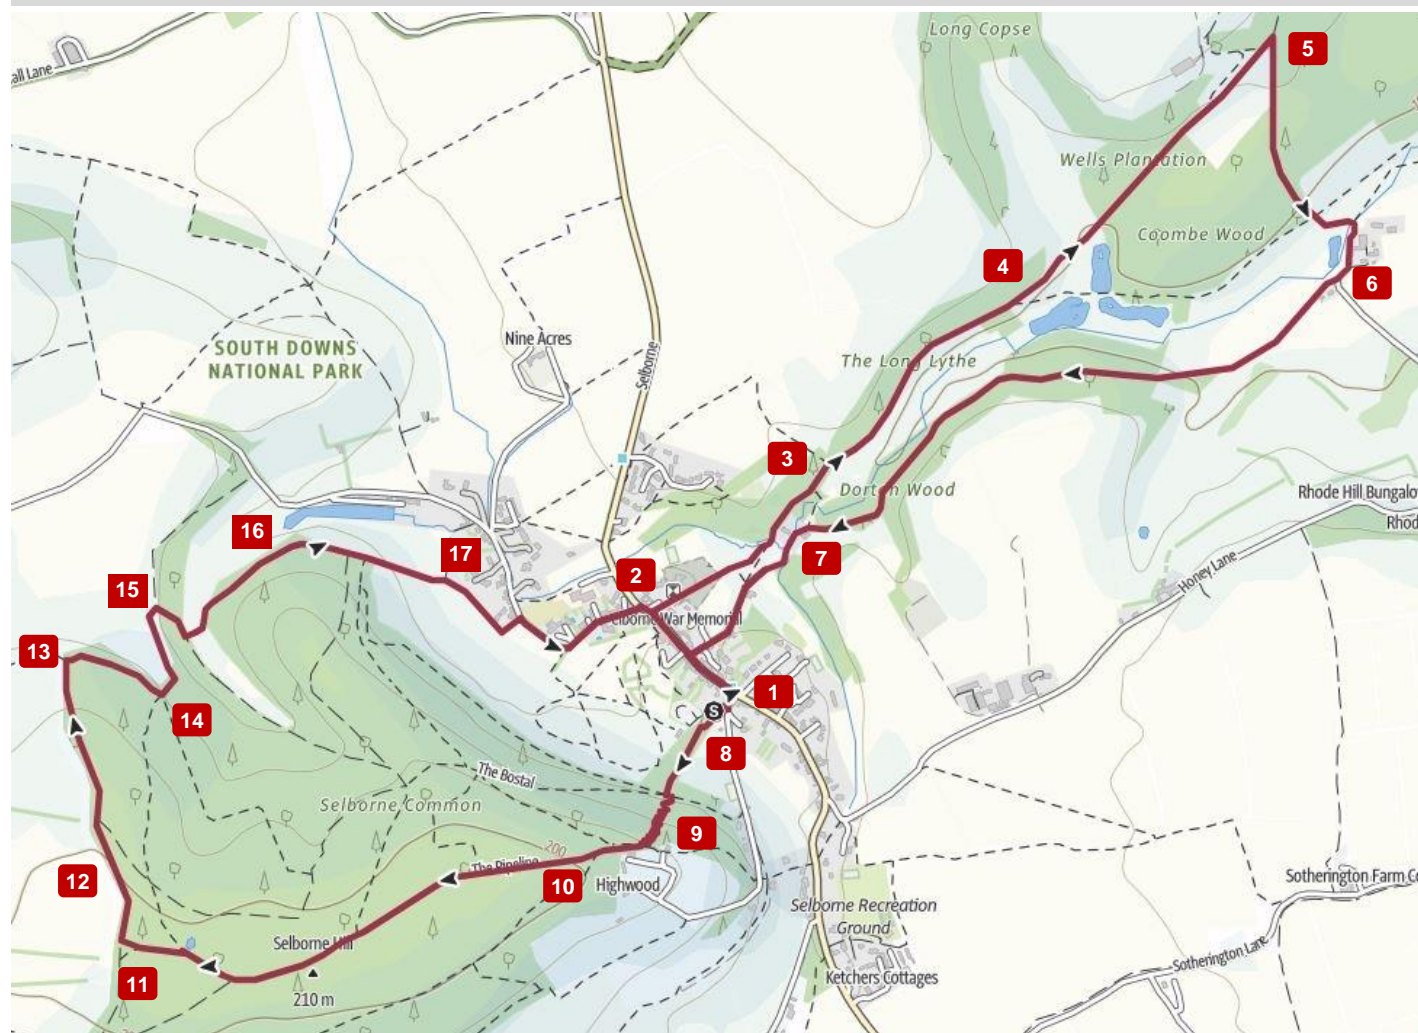 Long Copse
5
all Lane
Wells Plantation
Coombe Wood
4
6
Nine Acres
SOUTH DOWNS
NATIONAL PARK
Selborne
The Long Lythe
3
Dorton Wood
Rhode Hill Bungalo
Rhod
16
17
7
Honey Lane
2
15
elborne War Memorial
13
1
S
14
8
The Bostal
Selborne Common
9
200
The Pipeline
12
10
Highwood
Sotherington Farm Co
Selborne Recreation
Ground
Selborne Hill
Sotherington Lane
11
210 m
Ketchers Cottages